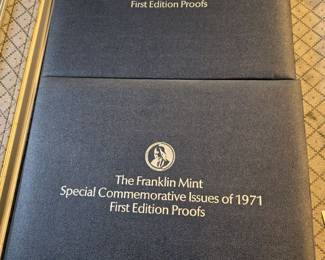 First Edition Proofs
The Franklin Mint
Special Commemorative Issues of 1971
First Edition Proofs